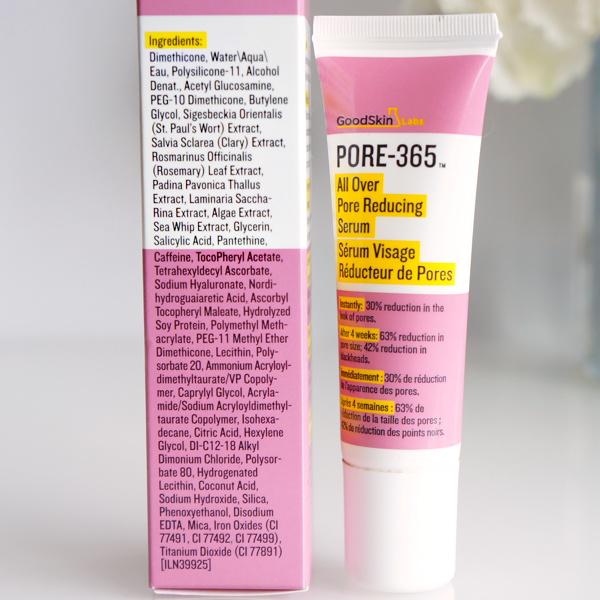 Ingredients:
Dimethicone, Water\Aqua\
Eau, Polysilicone-11, Alcohol
Denat., Acetyl Glucosamine,
PEG-10 Dimethicone, Butylene
Glycol, Sigesbeckia Orientalis
(St. Paul's Wort) Extract,
Salvia Sclarea (Clary) Extract,
Rosmarinus Officinalis
(Rosemary) Leaf Extract,
Padina Pavonica Thallus
Extract, Laminaria Saccha-
Rina Extract, Algae Extract,
Sea Whip Extract, Glycerin,
Salicylic Acid, Pantethine,
Caffeine, TocoPheryl Acetate,
Tetrahexyldecyl Ascorbate,
Sodium Hyaluronate, Nordi-
hydroguaiaretic Acid, Ascorbyl
Tocopheryl Maleate, Hydrolyzed
Soy Protein, Polymethyl Meth-
acrylate, PEG-11 Methyl Ether
Dimethicone, Lecithin, Poly-
sorbate 20, Ammonium Acryloyl-
dimethyltaurate/VP Copoly-
mer, Caprylyl Glycol, Acryla-
mide/Sodium Acryloyldimethyl-
taurate Copolymer, Isohexa-
decane, Citric Acid, Hexylene
Glycol, DI-C12-18 Alkyl
Dimonium Chloride, Polysor-
bate 80, Hydrogenated
Lecithin, Coconut Acid,
Sodium Hydroxide, Silica,
Phenoxyethanol, Disodium
EDTA, Mica, Iron Oxides (CI
77491, CI 77492, CI 77499),
Titanium Dioxide (CI 77891)
[ILN39925]
GoodSkin Labs
PORE-365™
All Over
Pore Reducing
Serum
Sérum Visage
Réducteur de Pores
Instantly: 30% reduction in the
look of pores.
After 4 weeks: 63% reduction in
pore size; 42% reduction in
blackheads.
Immédiatement : 30% de réduction
de l'apparence des pores.
Après 4 semaines : 63% de
réduction de la taille des pores ;
42% de réduction des points noirs.